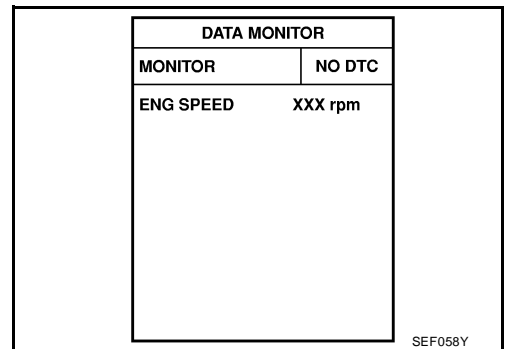 DATA MONITOR
MONITOR NO DTC
ENG SPEED XXX rpm
SEF058Y